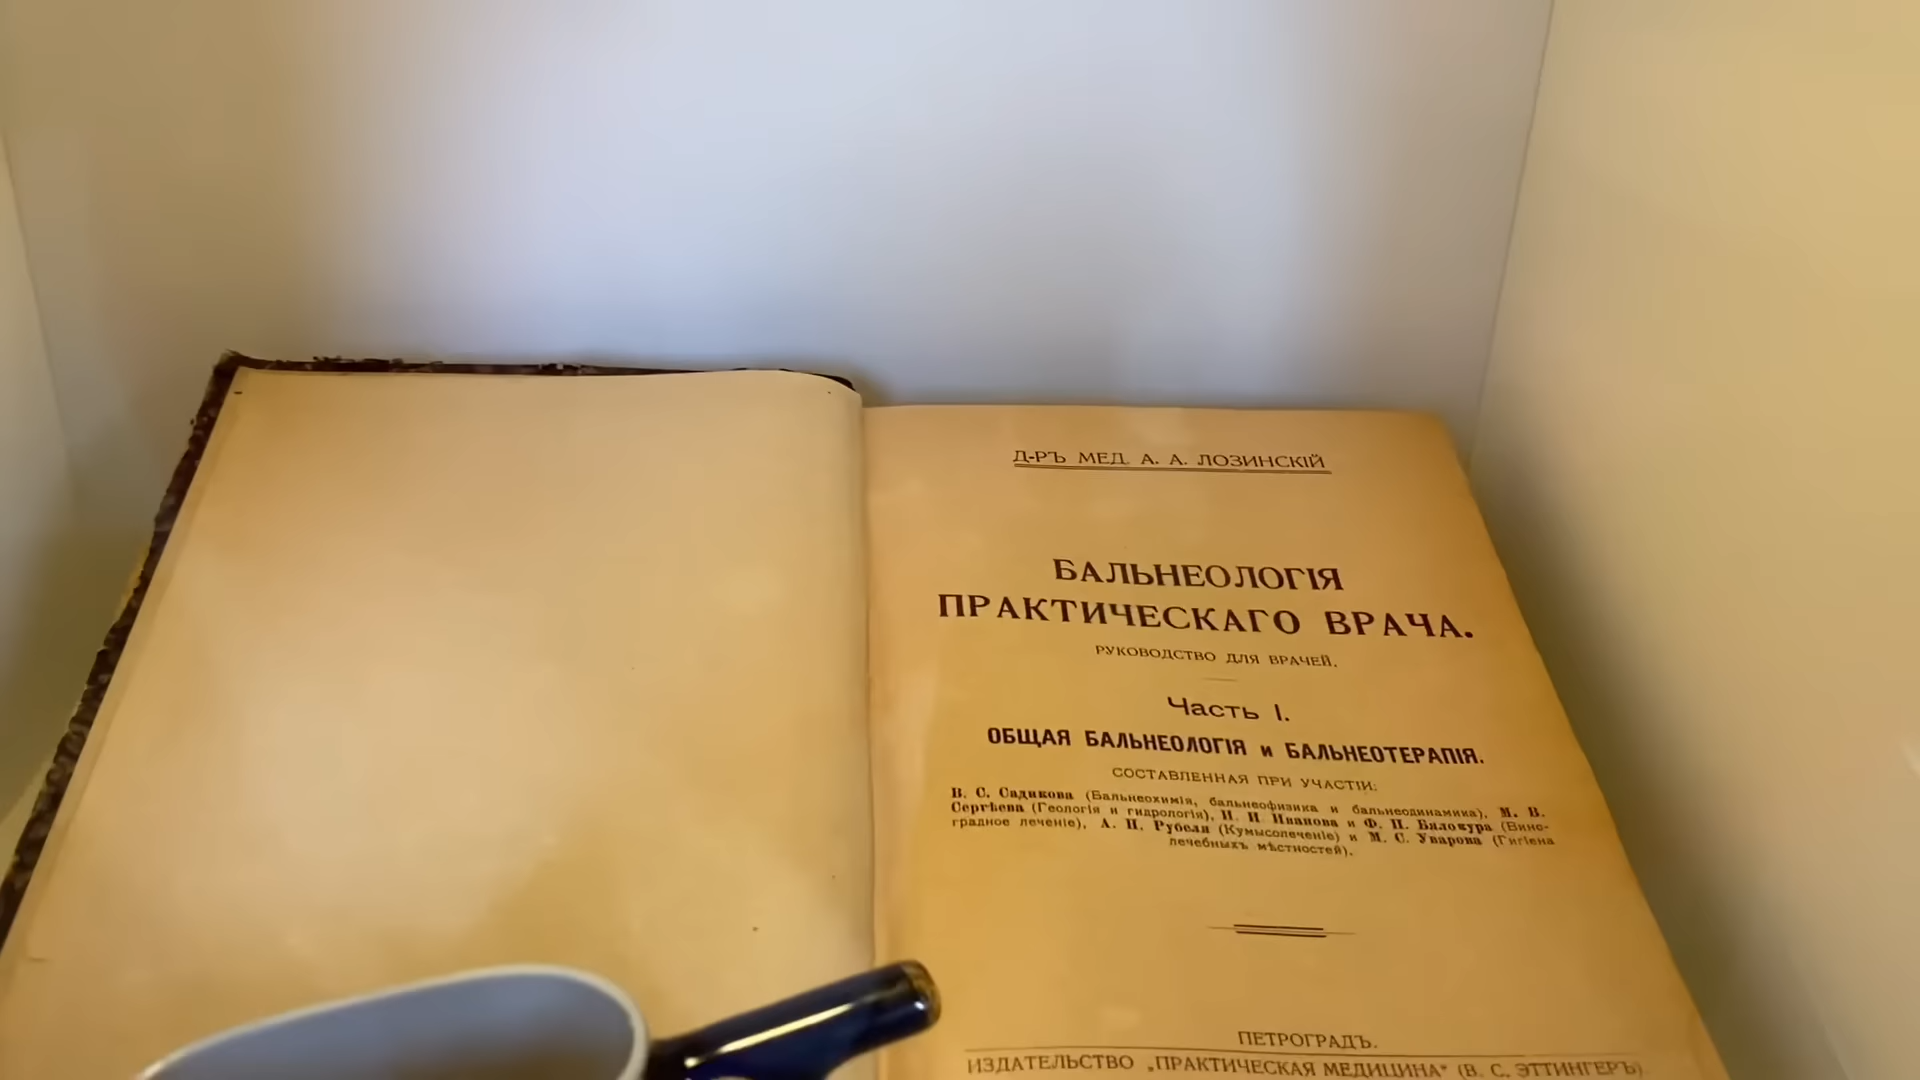 Д-РЪ МЕД. А. А. ЛОЗИНСКІЙ
БАЛЬНЕОЛОГІЯ
ПРАКТИЧЕСКАГО ВРАЧА.
РУКОВОДСТВО ДЛЯ ВРАЧЕЙ.
Часть I.
ОБЩАЯ БАЛЬНЕОЛОГІЯ и БАЛЬНЕОТЕРАПІЯ.
СОСТАВЛЕННАЯ ПРИ УЧАСТІИ:
В. С. Садикова (Бальнеохимія, бальнеофизика и бальнеодинамика), М. В.
Сергѣева (Геологія и гидрологія), И. И. Иванова и Ф. П. Бялокура (Вино-
градное леченіе), А. Н. Рубеля (Кумысолеченіе) и М. С. Уварова (Гигіена
лечебныхъ мѣстностей).
ПЕТРОГРАДЪ.
ИЗДАТЕЛЬСТВО „ПРАКТИЧЕСКАЯ МЕДИЦИНА" (В. С. ЭТТИНГЕРЪ)